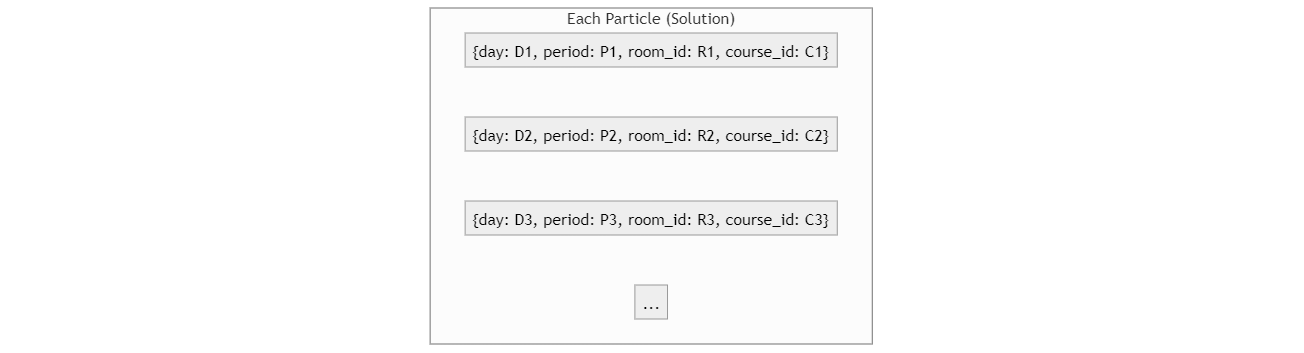 Each Particle (Solution)
{day: D1, period: P1, room_id: R1, course_id: C1}
{day: D2, period: P2, room_id: R2, course_id: C2}
{day: D3, period: P3, room_id: R3, course_id: C3}
...